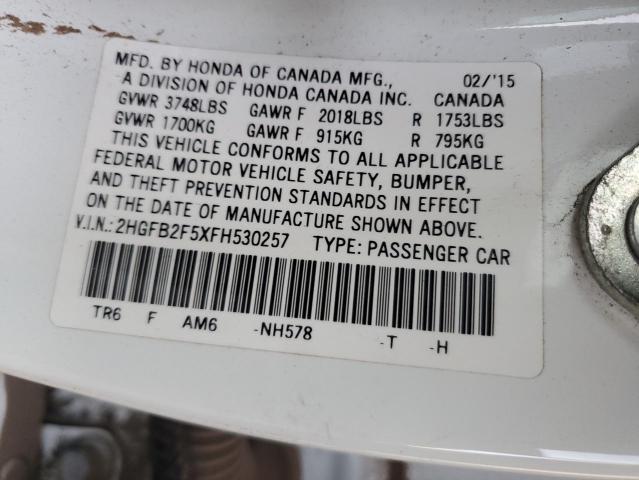 MFD. BY HONDA OF CANADA MFG., 02/'15
A DIVISION OF HONDA CANADA INC. CANADA
GVWR 3748LBS GAWR F 2018LBS R 1753LBS
GVWR 1700KG GAWR F 915KG R 795KG
THIS VEHICLE CONFORMS TO ALL APPLICABLE
FEDERAL MOTOR VEHICLE SAFETY, BUMPER,
AND THEFT PREVENTION STANDARDS IN EFFECT
ON THE DATE OF MANUFACTURE SHOWN ABOVE.
V.I.N.: 2HGFB2F5XFH530257 TYPE: PASSENGER CAR
TR6 F AM6 -NH578 -T -H